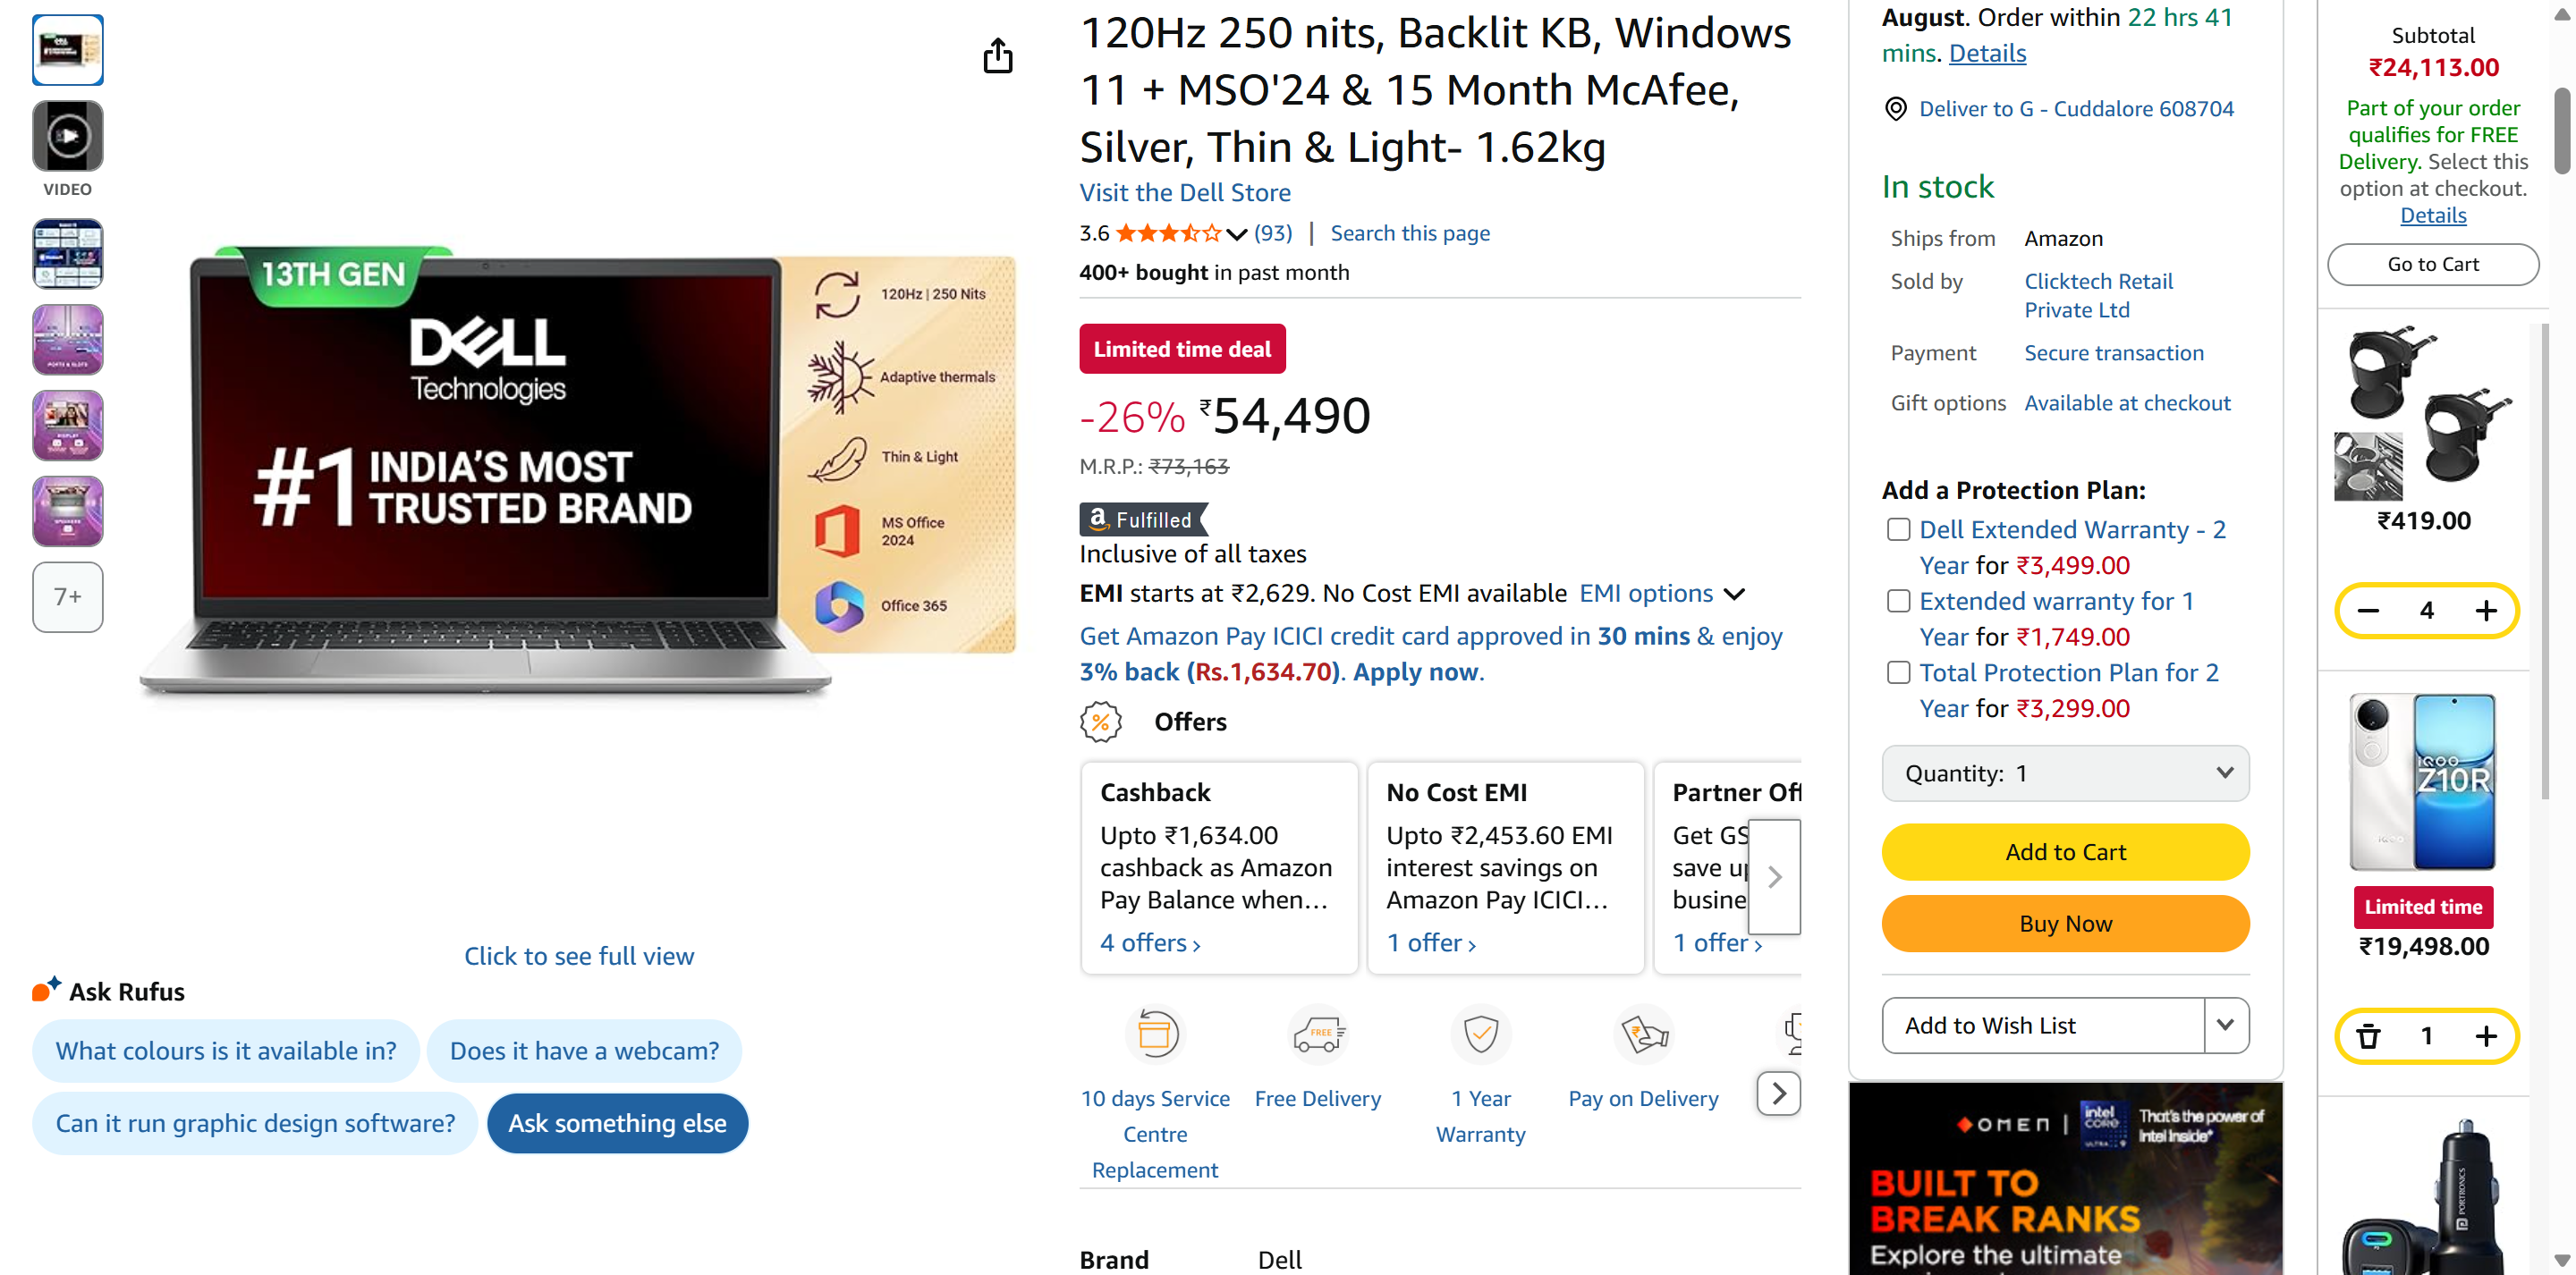 VIDEO
7+
13TH GEN
DELL
Technologies
#1 INDIA'S MOST
TRUSTED BRAND
120Hz | 250 Nits
Adaptive thermals
Thin & Light
MS Office
2024
Office 365
Click to see full view
Ask Rufus
What colours is it available in?
Does it have a webcam?
Can it run graphic design software?
Ask something else
120Hz 250 nits, Backlit KB, Windows
11 + MSO'24 & 15 Month McAfee,
Silver, Thin & Light- 1.62kg
Visit the Dell Store
3.6 (93) | Search this page
400+ bought in past month
Limited time deal
-26% ₹54,490
M.R.P.: ₹73,163
a Fulfilled
Inclusive of all taxes
EMI starts at ₹2,629. No Cost EMI available EMI options
Get Amazon Pay ICICI credit card approved in 30 mins & enjoy
3% back (Rs.1,634.70). Apply now.
% Offers
Cashback
Upto ₹1,634.00
cashback as Amazon
Pay Balance when…
4 offers ›
No Cost EMI
Upto ₹2,453.60 EMI
interest savings on
Amazon Pay ICICI…
1 offer ›
Partner Off
Get GS
save up
busine
1 offer ›
10 days Service
Centre
Replacement
FREE
Free Delivery
1 Year
Warranty
Pay on Delivery
Brand Dell
August. Order within 22 hrs 41
mins. Details
Deliver to G - Cuddalore 608704
In stock
Ships from Amazon
Sold by Clicktech Retail
Private Ltd
Payment Secure transaction
Gift options Available at checkout
Add a Protection Plan:
Dell Extended Warranty - 2
Year for ₹3,499.00
Extended warranty for 1
Year for ₹1,749.00
Total Protection Plan for 2
Year for ₹3,299.00
Quantity: 1
Add to Cart
Buy Now
Add to Wish List
OMEN | intel CORE ULTRA 9 That's the power of
Intel Inside®
BUILT TO
BREAK RANKS
Explore the ultimate
Subtotal
₹24,113.00
Part of your order
qualifies for FREE
Delivery. Select this
option at checkout.
Details
Go to Cart
₹419.00
4
iQOO
Z10R
Limited time
₹19,498.00
1
PORTRONICS